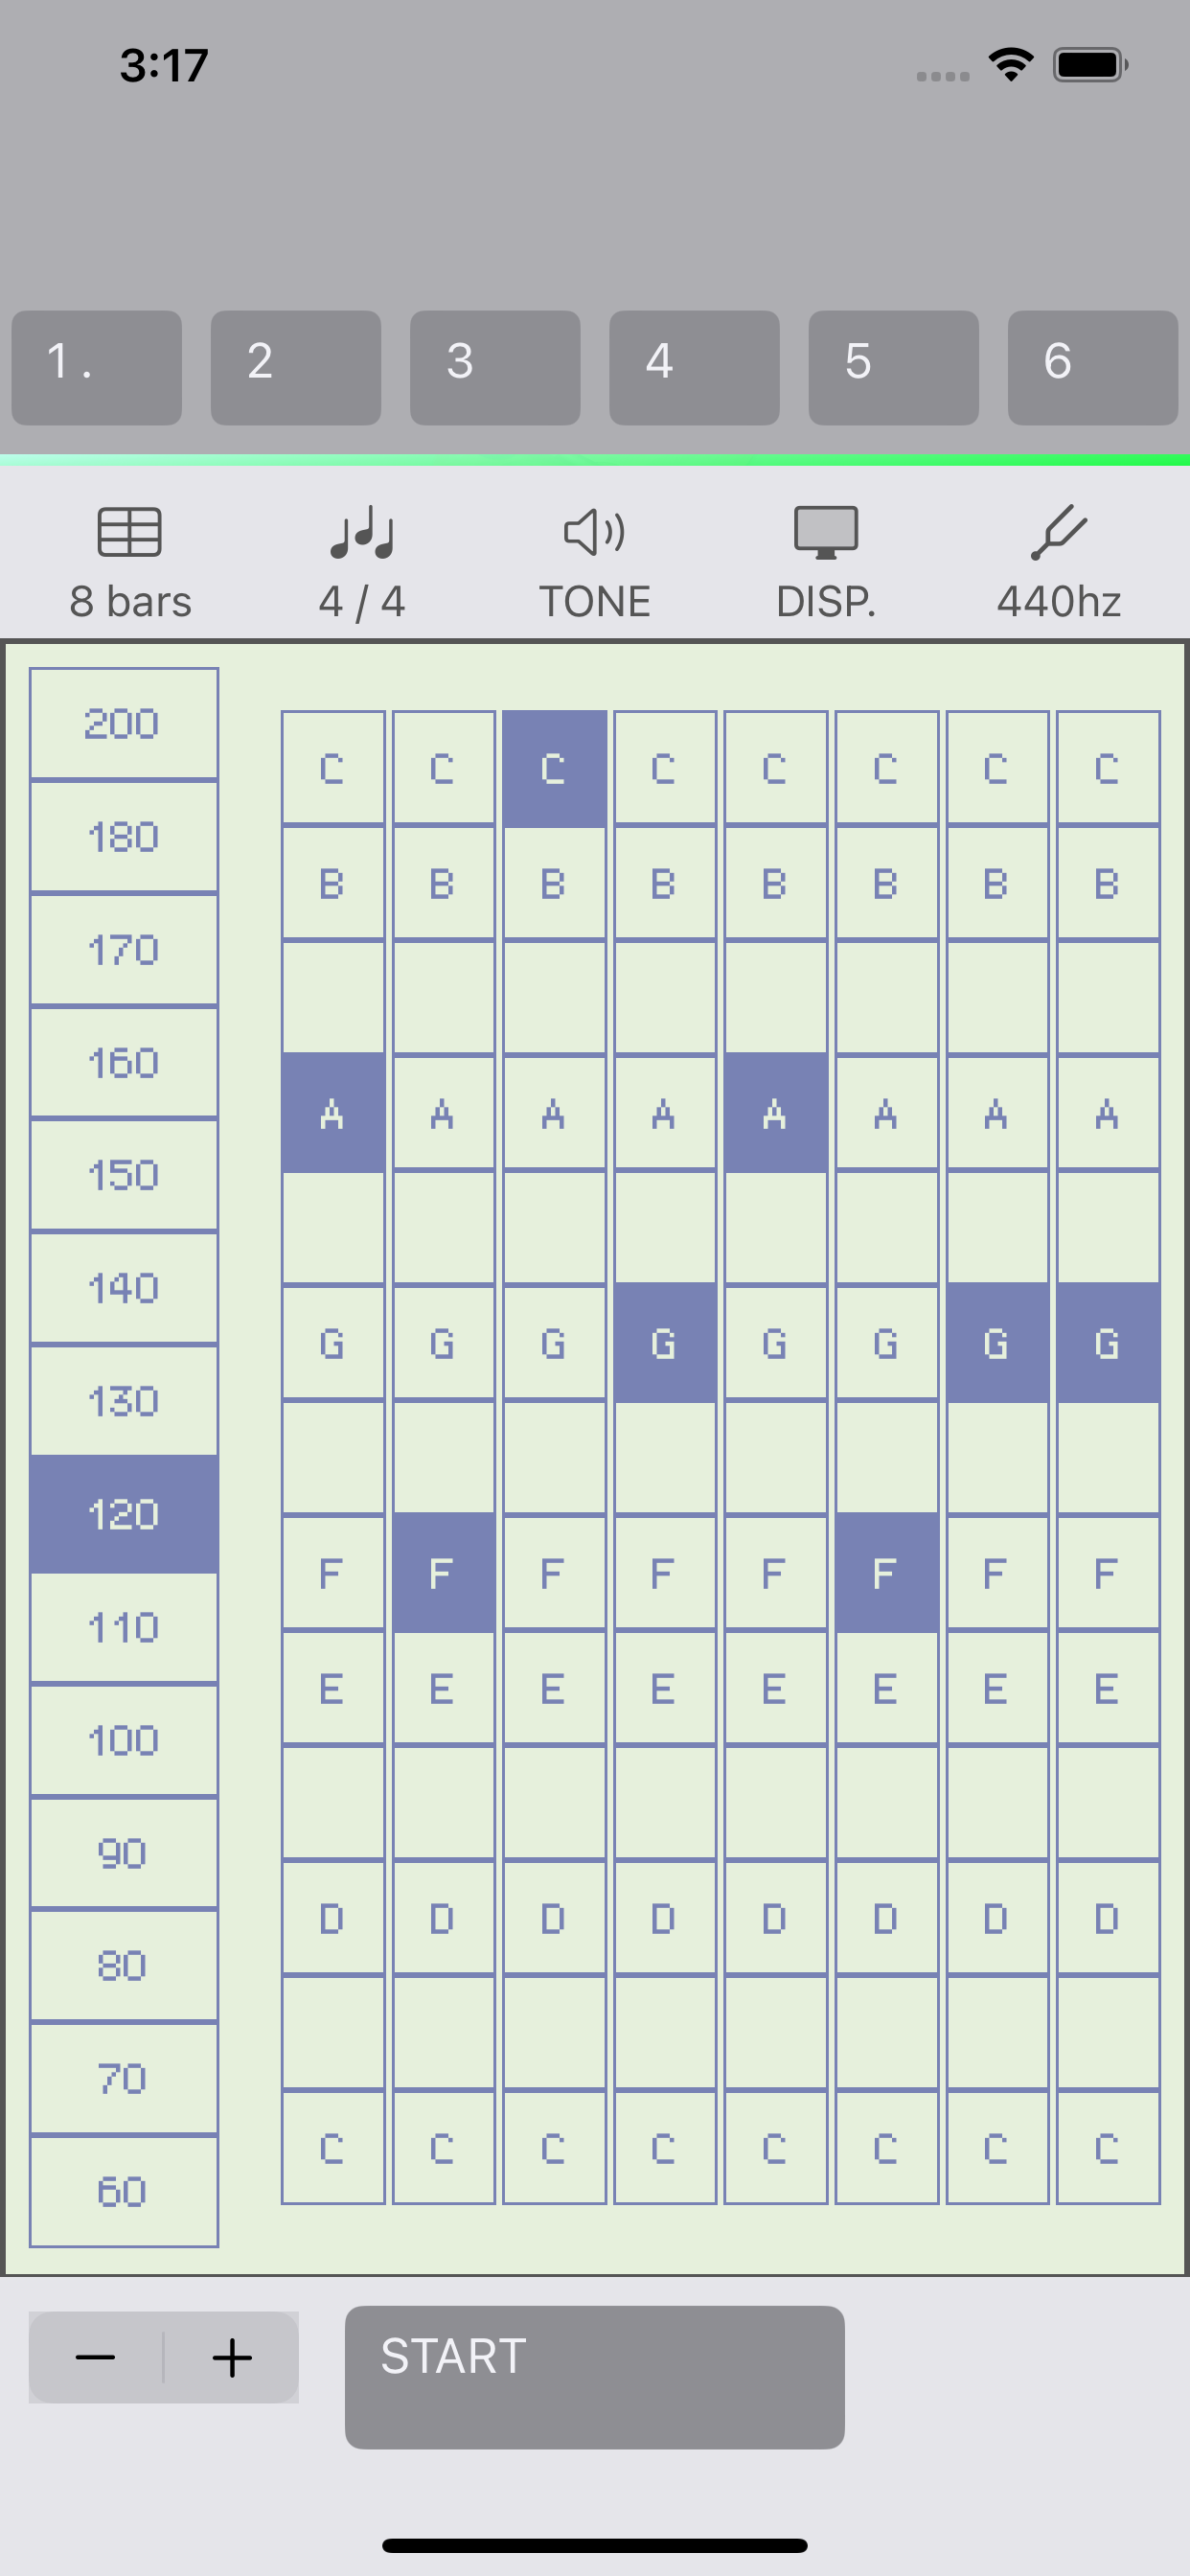 3:17
1 . 2 3 4 5 6
8 bars 4 / 4 TONE DISP. 440hz
200
180
170
160
150
140
130
120
110
100
90
80
70
60
C C C C C C C C
B B B B B B B B
A A A A A A A A
G G G G G G G G
F F F F F F F F
E E E E E E E E
D D D D D D D D
C C C C C C C C
START